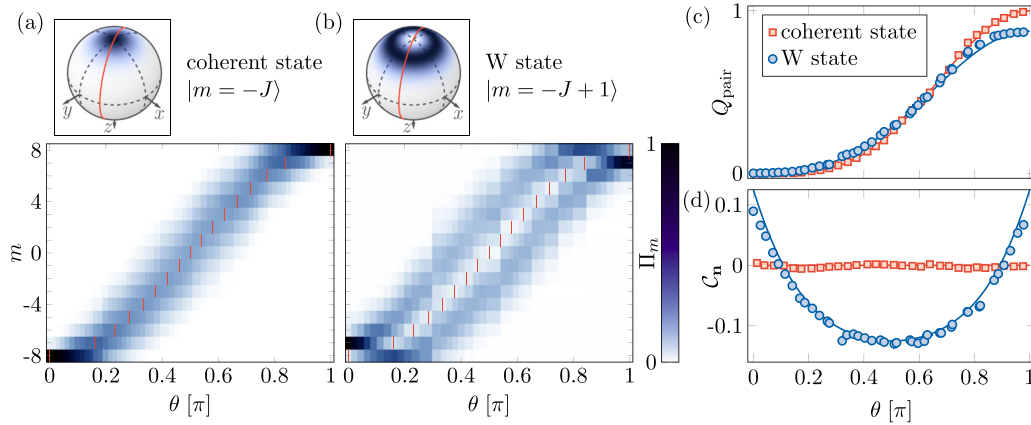 (a)
coherent state
|m = −J⟩
y
x
z
(b)
W state
|m = −J + 1⟩
y
x
z
m
8
4
0
-4
-8
0
0.2
0.4
0.6
0.8
1
θ [π]
0
0.2
0.4
0.6
0.8
1
θ [π]
1
0
Π_m
(c)
1
0
Q_pair
coherent state
W state
(d)
0.1
0
-0.1
C_n
0
0.2
0.4
0.6
0.8
1
θ [π]